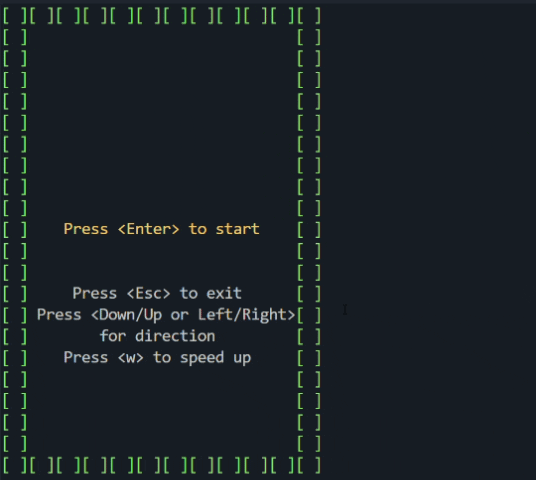 Press <Enter> to start
Press <Esc> to exit
Press <Down/Up or Left/Right>
for direction
Press <w> to speed up